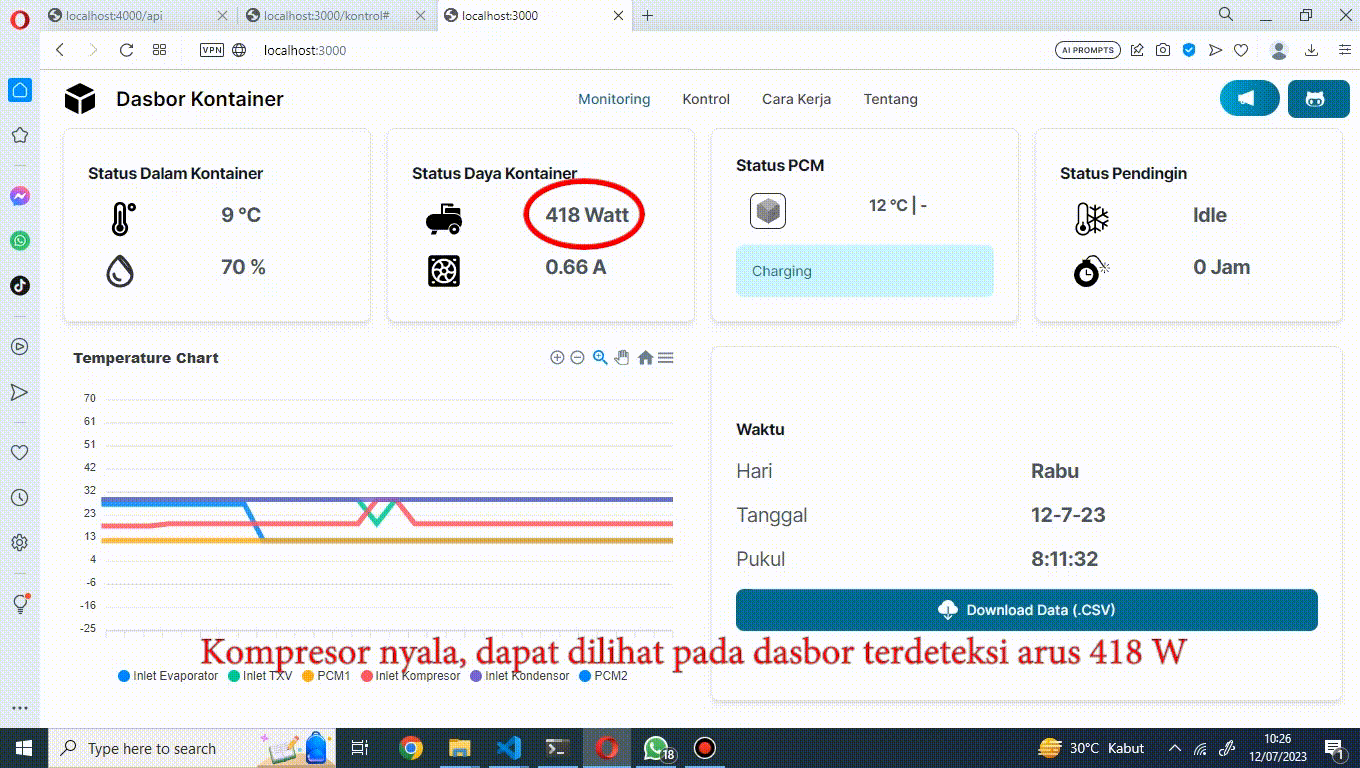 localhost:4000/api
localhost:3000/kontrol#
localhost:3000
VPN
localhost:3000
AI PROMPTS
Dasbor Kontainer
Monitoring
Kontrol
Cara Kerja
Tentang
Status Dalam Kontainer
9 °C
70 %
Status Daya Kontainer
418 Watt
0.66 A
Status PCM
12 °C | -
Charging
Status Pendingin
Idle
0 Jam
Temperature Chart
70
61
51
42
32
23
13
4
-6
-16
-25
Inlet Evaporator
Inlet TXV
PCM1
Inlet Kompresor
Inlet Kondensor
PCM2
Waktu
Hari Rabu
Tanggal 12-7-23
Pukul 8:11:32
Download Data (.CSV)
Kompresor nyala, dapat dilihat pada dasbor terdeteksi arus 418 W
Type here to search
18
30°C Kabut
10:26
12/07/2023
1